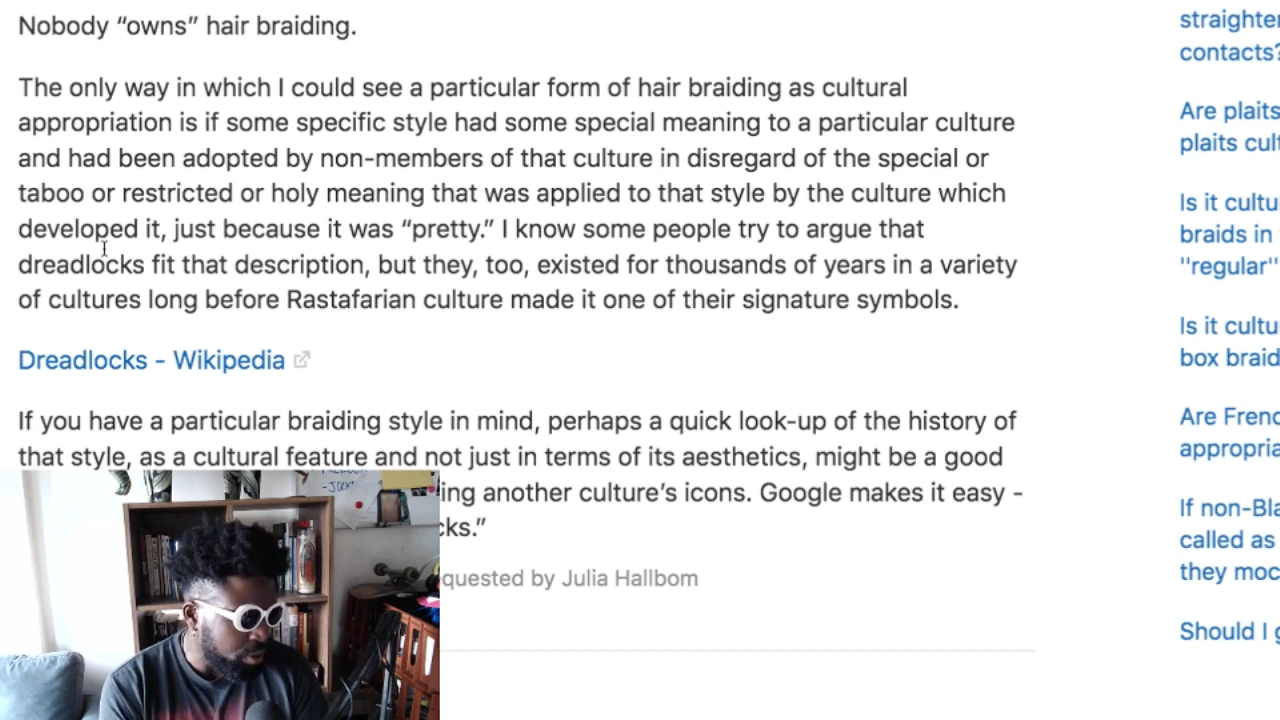 Nobody “owns” hair braiding.
The only way in which I could see a particular form of hair braiding as cultural
appropriation is if some specific style had some special meaning to a particular culture
and had been adopted by non-members of that culture in disregard of the special or
taboo or restricted or holy meaning that was applied to that style by the culture which
developed it, just because it was “pretty.” I know some people try to argue that
dreadlocks fit that description, but they, too, existed for thousands of years in a variety
of cultures long before Rastafarian culture made it one of their signature symbols.
Dreadlocks - Wikipedia
If you have a particular braiding style in mind, perhaps a quick look-up of the history of
that style, as a cultural feature and not just in terms of its aesthetics, might be a good
ing another culture’s icons. Google makes it easy -
cks.”
quested by Julia Hallbom
straighten
contacts?
Are plaits
plaits cult
Is it cultu
braids in
"regular"
Is it cultu
box braid
Are Frenc
appropria
If non-Bla
called as
they moc
Should I g